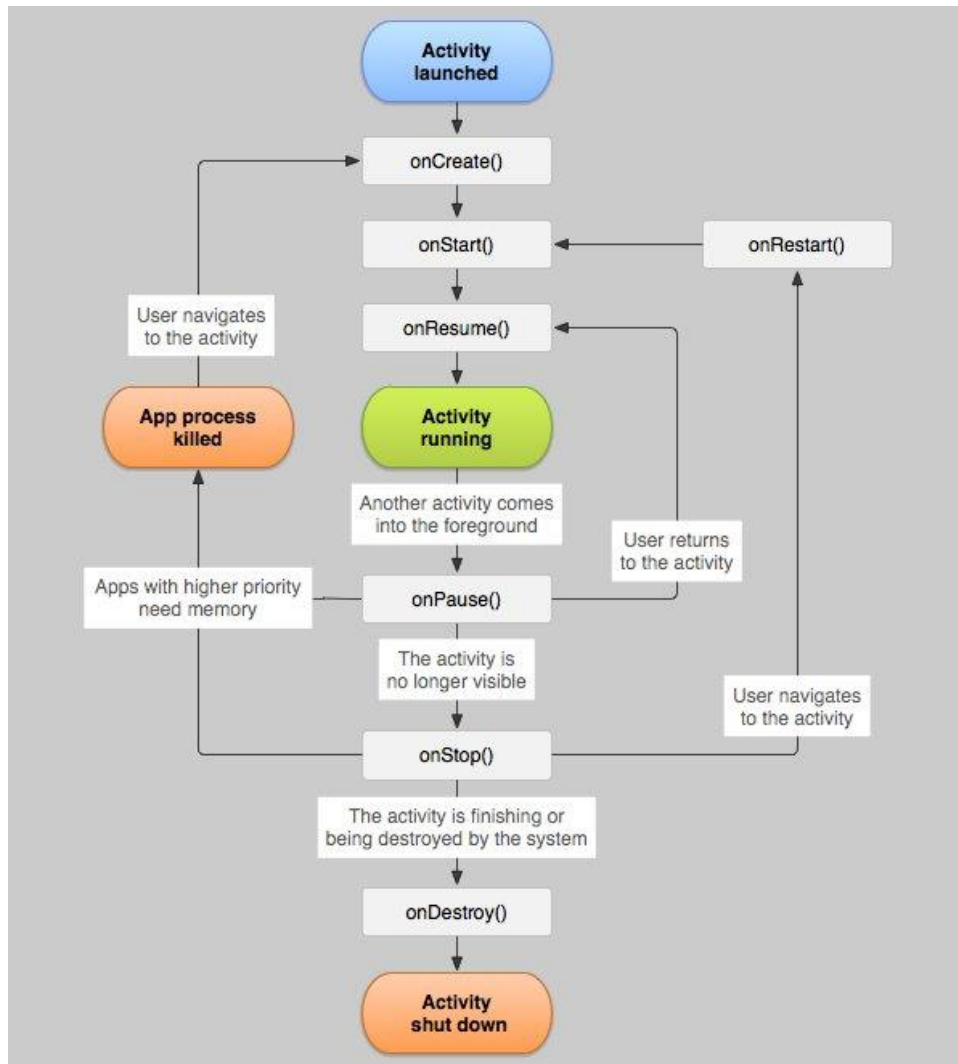 Activity
launched
onCreate()
onStart()
onRestart()
User navigates
to the activity
onResume()
App process
killed
Activity
running
Another activity comes
into the foreground
User returns
to the activity
Apps with higher priority
need memory
onPause()
The activity is
no longer visible
User navigates
to the activity
onStop()
The activity is finishing or
being destroyed by the system
onDestroy()
Activity
shut down